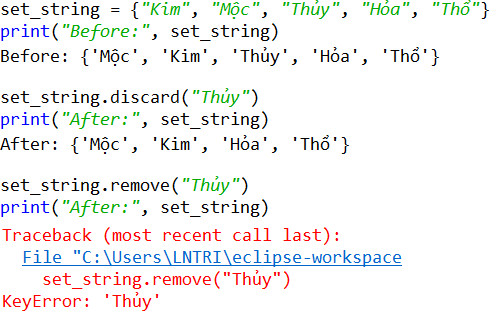 set_string = {"Kim", "Mộc", "Thủy", "Hỏa", "Thổ"}
print("Before:", set_string)
Before: {'Mộc', 'Kim', 'Thủy', 'Hỏa', 'Thổ'}
set_string.discard("Thủy")
print("After:", set_string)
After: {'Mộc', 'Kim', 'Hỏa', 'Thổ'}
set_string.remove("Thủy")
print("After:", set_string)
Traceback (most recent call last):
File "C:\Users\LNTRI\eclipse-workspace
set_string.remove("Thủy")
KeyError: 'Thủy'